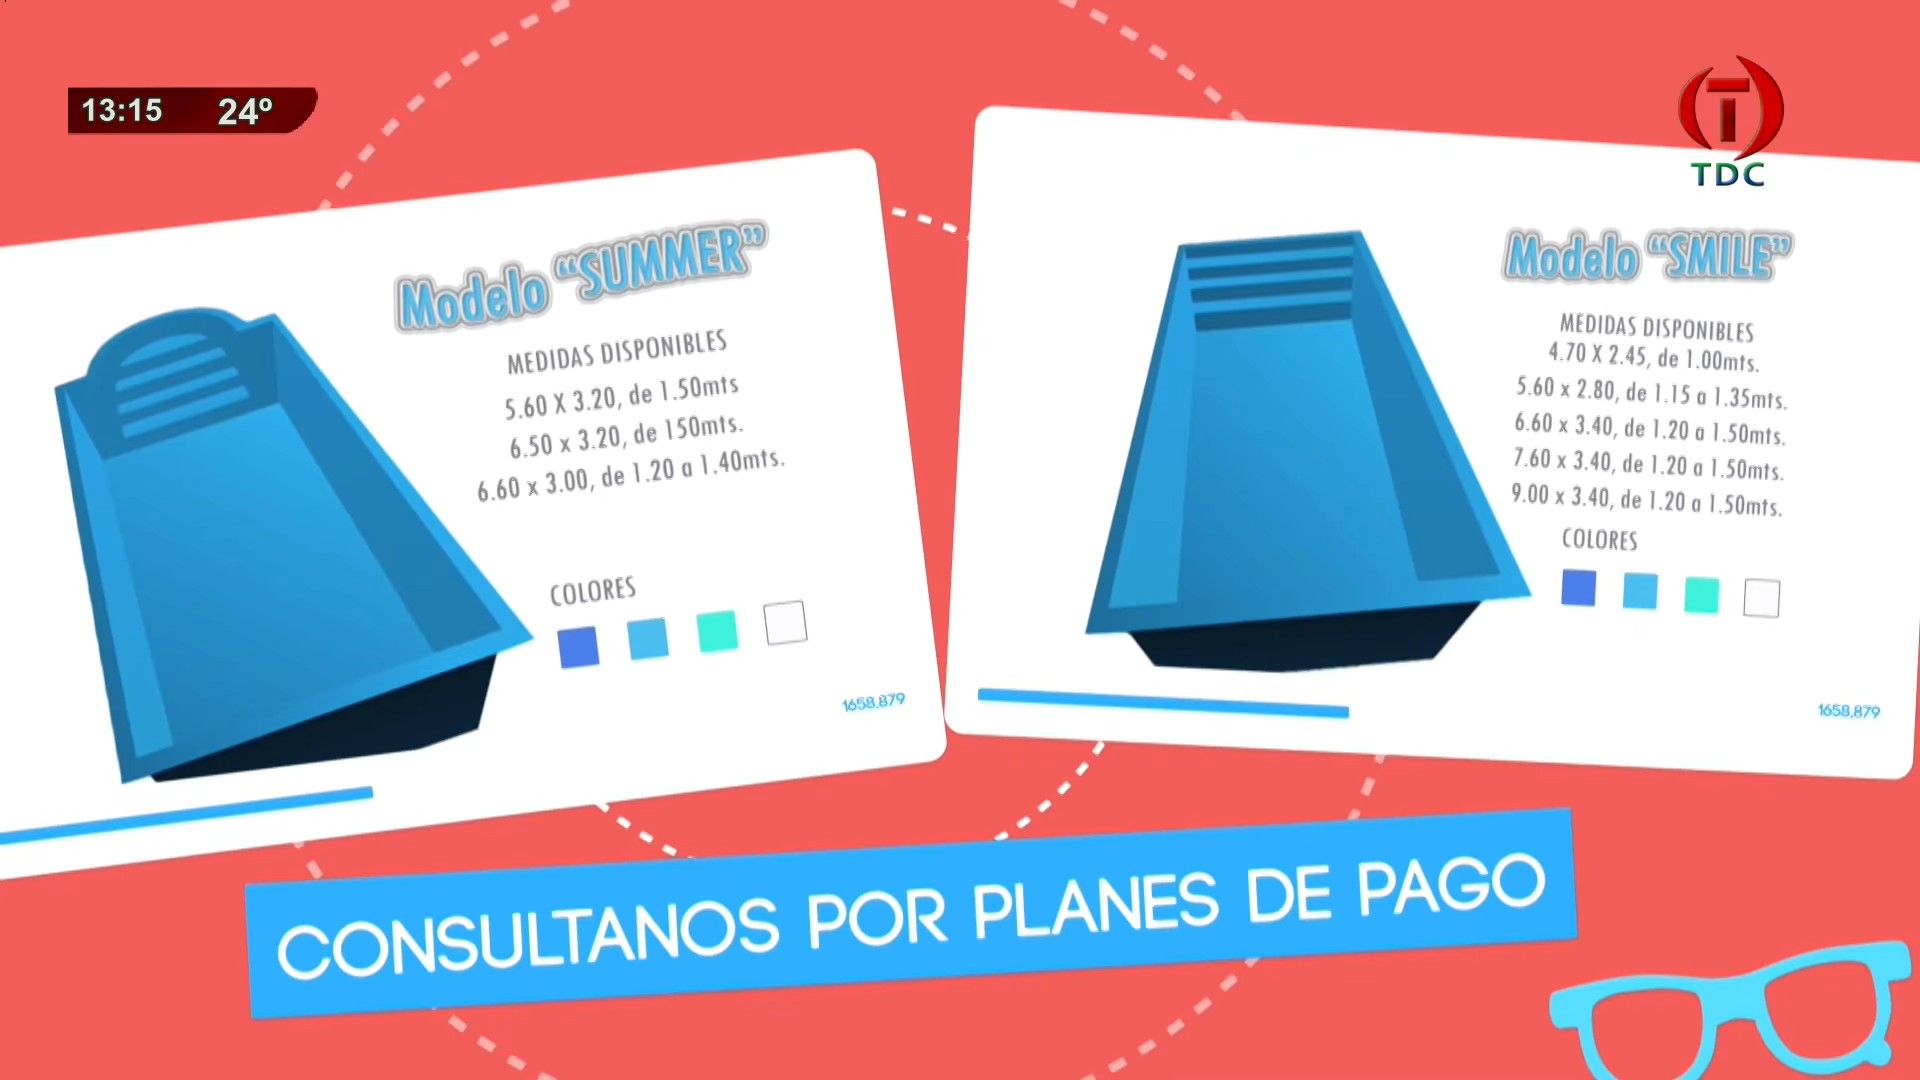 13:15 24º
TDC
Modelo “SUMMER”
MEDIDAS DISPONIBLES
5.60 X 3.20, de 1.50mts
6.50 x 3.20, de 150mts.
6.60 x 3.00, de 1.20 a 1.40mts.
COLORES
1658,879
Modelo “SMILE”
MEDIDAS DISPONIBLES
4.70 X 2.45, de 1.00mts.
5.60 x 2.80, de 1.15 a 1.35mts.
6.60 x 3.40, de 1.20 a 1.50mts.
7.60 x 3.40, de 1.20 a 1.50mts.
9.00 x 3.40, de 1.20 a 1.50mts.
COLORES
1658,879
CONSULTANOS POR PLANES DE PAGO